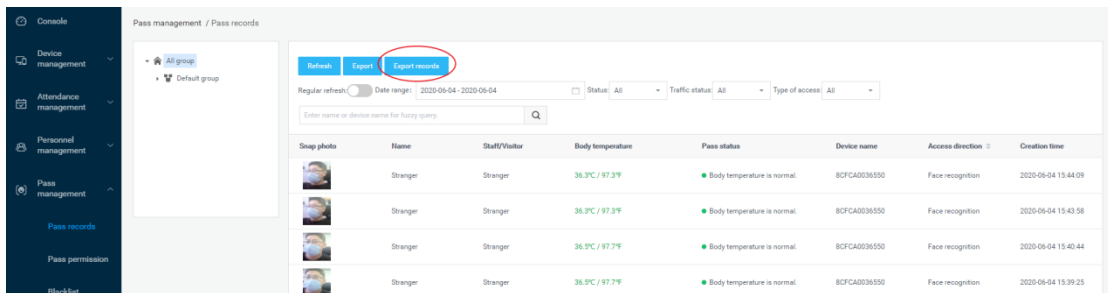 Console
Device
management
Attendance
management
Personnel
management
Pass
management
Pass records
Pass permission
Blacklist
Pass management / Pass records
All group
Default group
Refresh Export Export records
Regular refresh: Date range: 2020-06-04 - 2020-06-04 Status: All Traffic status: All Type of access: All
Enter name or device name for fuzzy query.
Snap photo Name Staff/Visitor Body temperature Pass status Device name Access direction Creation time
Stranger Stranger 36.3ºC / 97.3℉ Body temperature is normal. 8CFCA0036550 Face recognition 2020-06-04 15:44:09
Stranger Stranger 36.3ºC / 97.3℉ Body temperature is normal. 8CFCA0036550 Face recognition 2020-06-04 15:43:58
Stranger Stranger 36.5ºC / 97.7℉ Body temperature is normal. 8CFCA0036550 Face recognition 2020-06-04 15:40:44
Stranger Stranger 36.5ºC / 97.7℉ Body temperature is normal. 8CFCA0036550 Face recognition 2020-06-04 15:39:25